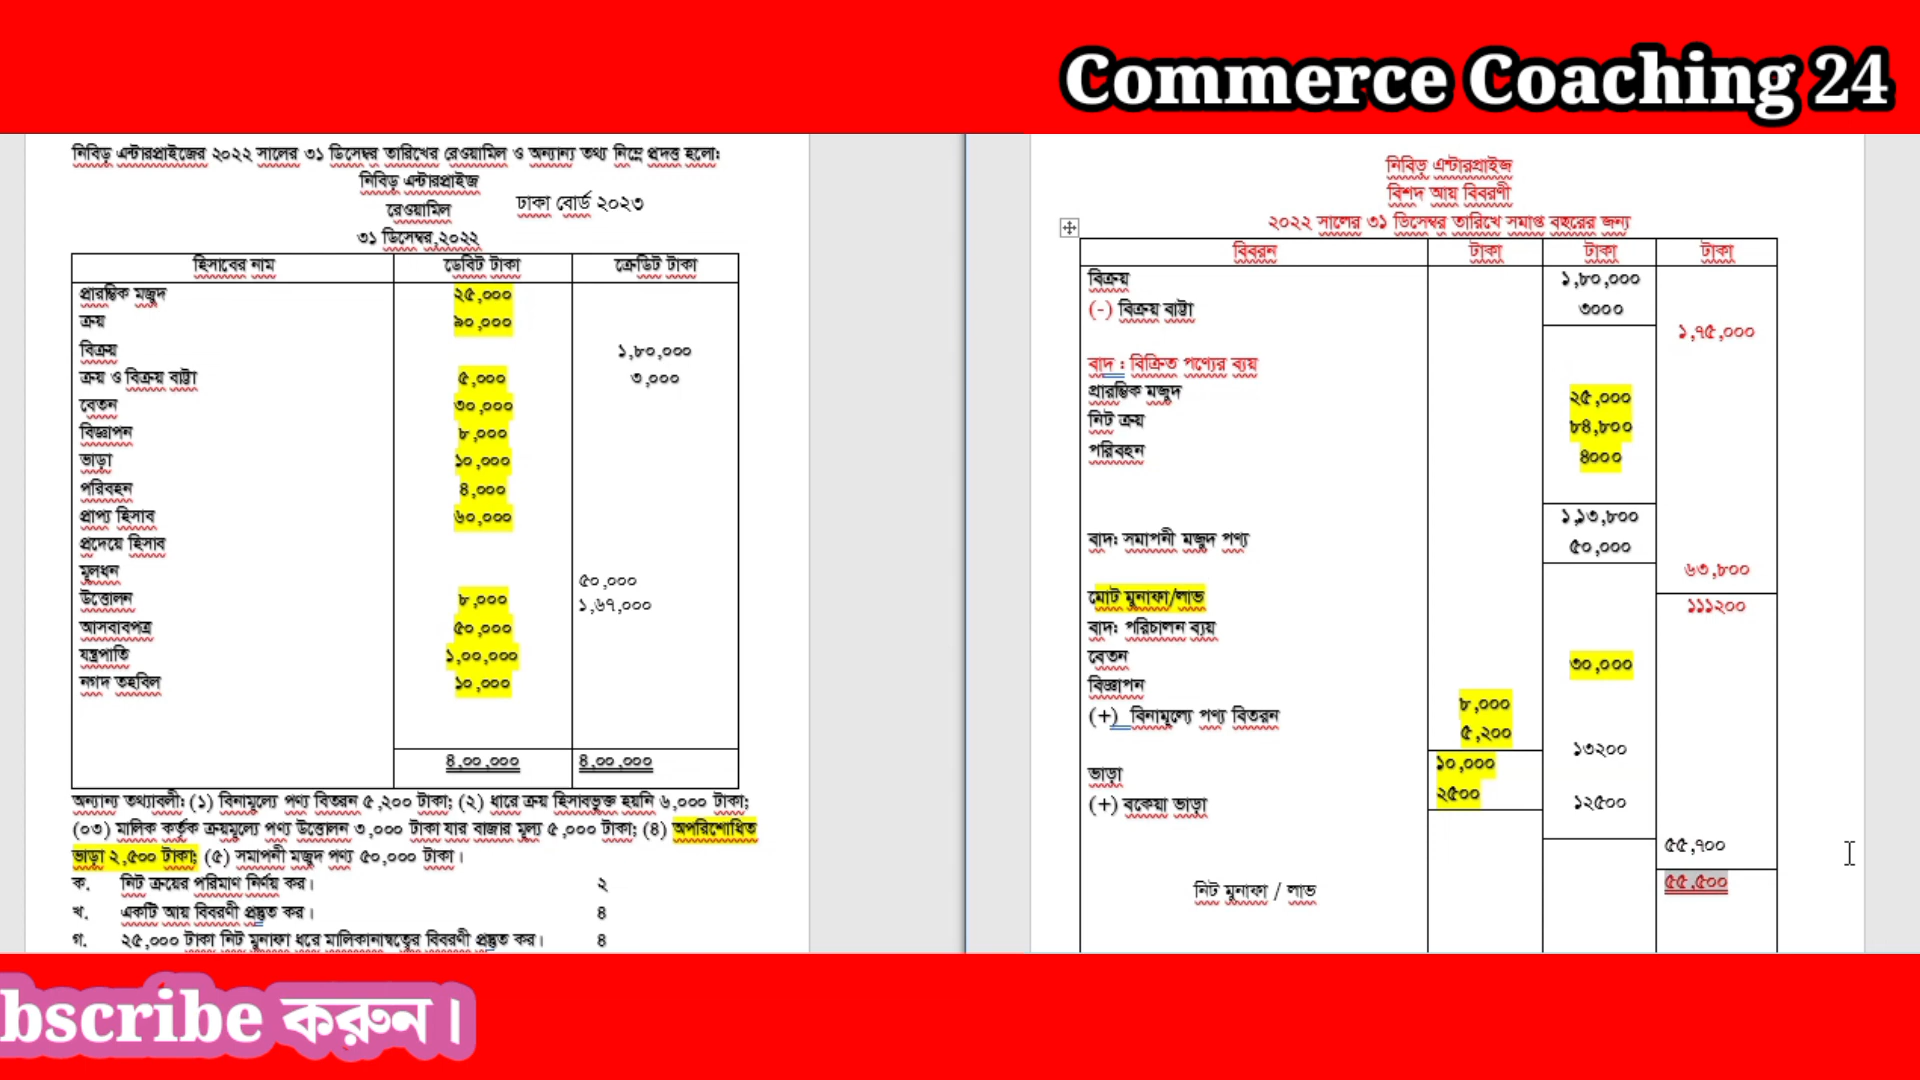 Commerce Coaching 24
নিবিড় এন্টারপ্রাইজের ২০২২ সালের ৩১ ডিসেম্বর তারিখের রেওয়ামিল ও অন্যান্য তথ্য নিম্নে প্রদত্ত হলো:
নিবিড় এন্টারপ্রাইজ
রেওয়ামিল ঢাকা বোর্ড ২০২৩
৩১ ডিসেম্বর,২০২২
হিসাবের নাম ডেবিট টাকা ক্রেডিট টাকা
প্রারম্ভিক মজুদ ২৫,০০০
ক্রয় ৯০,০০০
বিক্রয় ১,৮০,০০০
ক্রয় ও বিক্রয় বাট্টা ৫,০০০ ৩,০০০
বেতন ৩০,০০০
বিজ্ঞাপন ৮,০০০
ভাড়া ১০,০০০
পরিবহন ৪,০০০
প্রাপ্য হিসাব ৬০,০০০
প্রদেয়ে হিসাব
মূলধন ৫০,০০০
উত্তোলন ৮,০০০ ১,৬৭,০০০
আসবাবপত্র ৫০,০০০
যন্ত্রপাতি ১,০০,০০০
নগদ তহবিল ১০,০০০
৪,০০,০০০ ৪,০০,০০০
অন্যান্য তথ্যাবলী: (১) বিনামূল্যে পণ্য বিতরন ৫,২০০ টাকা; (২) ধারে ক্রয় হিসাবভুক্ত হয়নি ৬,০০০ টাকা;
(০৩) মালিক কর্তৃক ক্রয়মূল্যে পণ্য উত্তোলন ৩,০০০ টাকা যার বাজার মূল্য ৫,০০০ টাকা; (৪) অপরিশোধিত
ভাড়া ২,৫০০ টাকা; (৫) সমাপনী মজুদ পণ্য ৫০,০০০ টাকা।
ক. নিট ক্রয়ের পরিমাণ নির্ণয় কর। ২
খ. একটি আয় বিবরণী প্রস্তুত কর। ৪
গ. ২৫,০০০ টাকা নিট মুনাফা ধরে মালিকানাস্বত্বের বিবরণী প্রস্তুত কর। ৪
নিবিড় এন্টারপ্রাইজ
বিশদ আয় বিবরণী
২০২২ সালের ৩১ ডিসেম্বর তারিখে সমাপ্ত বছরের জন্য
বিবরন টাকা টাকা টাকা
বিক্রয় ১,৮০,০০০
(-) বিক্রয় বাট্টা ৩০০০
১,৭৫,০০০
বাদ : বিক্রিত পণ্যের ব্যয়
প্রারম্ভিক মজুদ ২৫,০০০
নিট ক্রয় ৮৪,৮০০
পরিবহন ৪০০০
১,১৩,৮০০
বাদ: সমাপনী মজুদ পণ্য ৫০,০০০
৬৩,৮০০
মোট মুনাফা/লাভ ১১১২০০
বাদ: পরিচালন ব্যয়
বেতন ৩০,০০০
বিজ্ঞাপন ৮,০০০
(+) বিনামূল্যে পণ্য বিতরন ৫,২০০ ১৩২০০
ভাড়া ১০,০০০
(+) বকেয়া ভাড়া ২৫০০ ১২৫০০
৫৫,৭০০
নিট মুনাফা / লাভ ৫৫,৫০০
bscribe করুন।